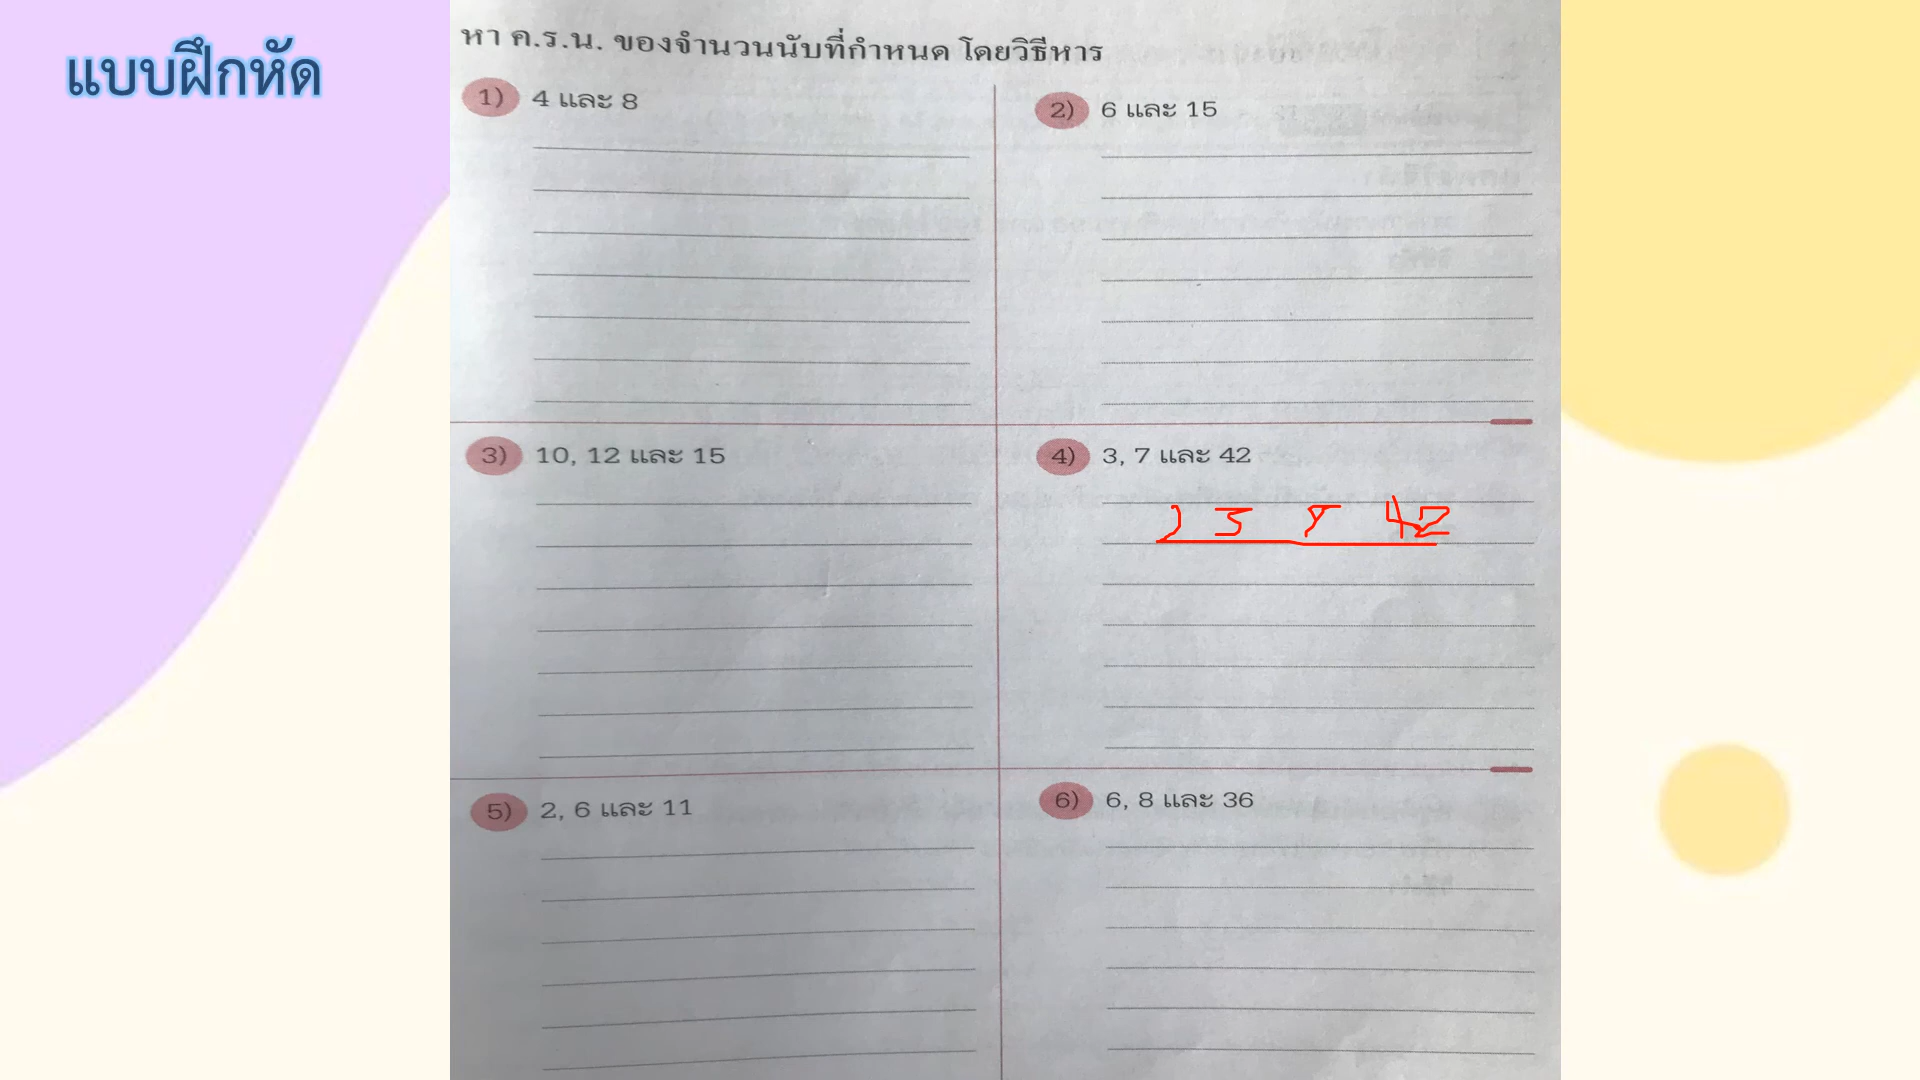 แบบฝึกหัด
หา ค.ร.น. ของจำนวนนับที่กำหนด โดยวิธีหาร
1) 4 และ 8
2) 6 และ 15
3) 10, 12 และ 15
4) 3, 7 และ 42
) 3 7 42
5) 2, 6 และ 11
6) 6, 8 และ 36